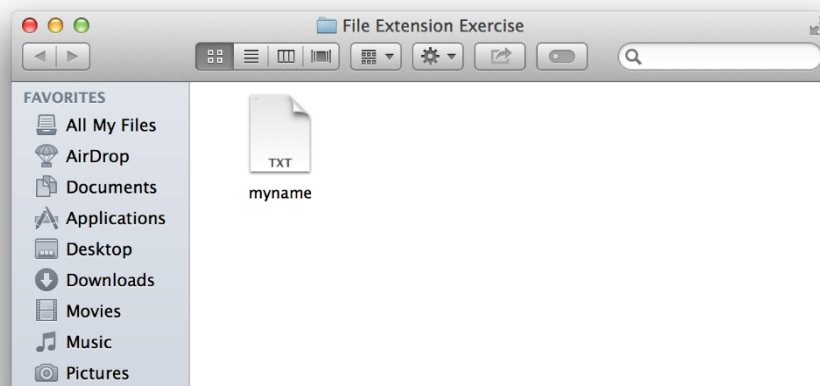 File Extension Exercise
FAVORITES
All My Files
AirDrop
Documents
Applications
Desktop
Downloads
Movies
Music
Pictures
TXT
myname